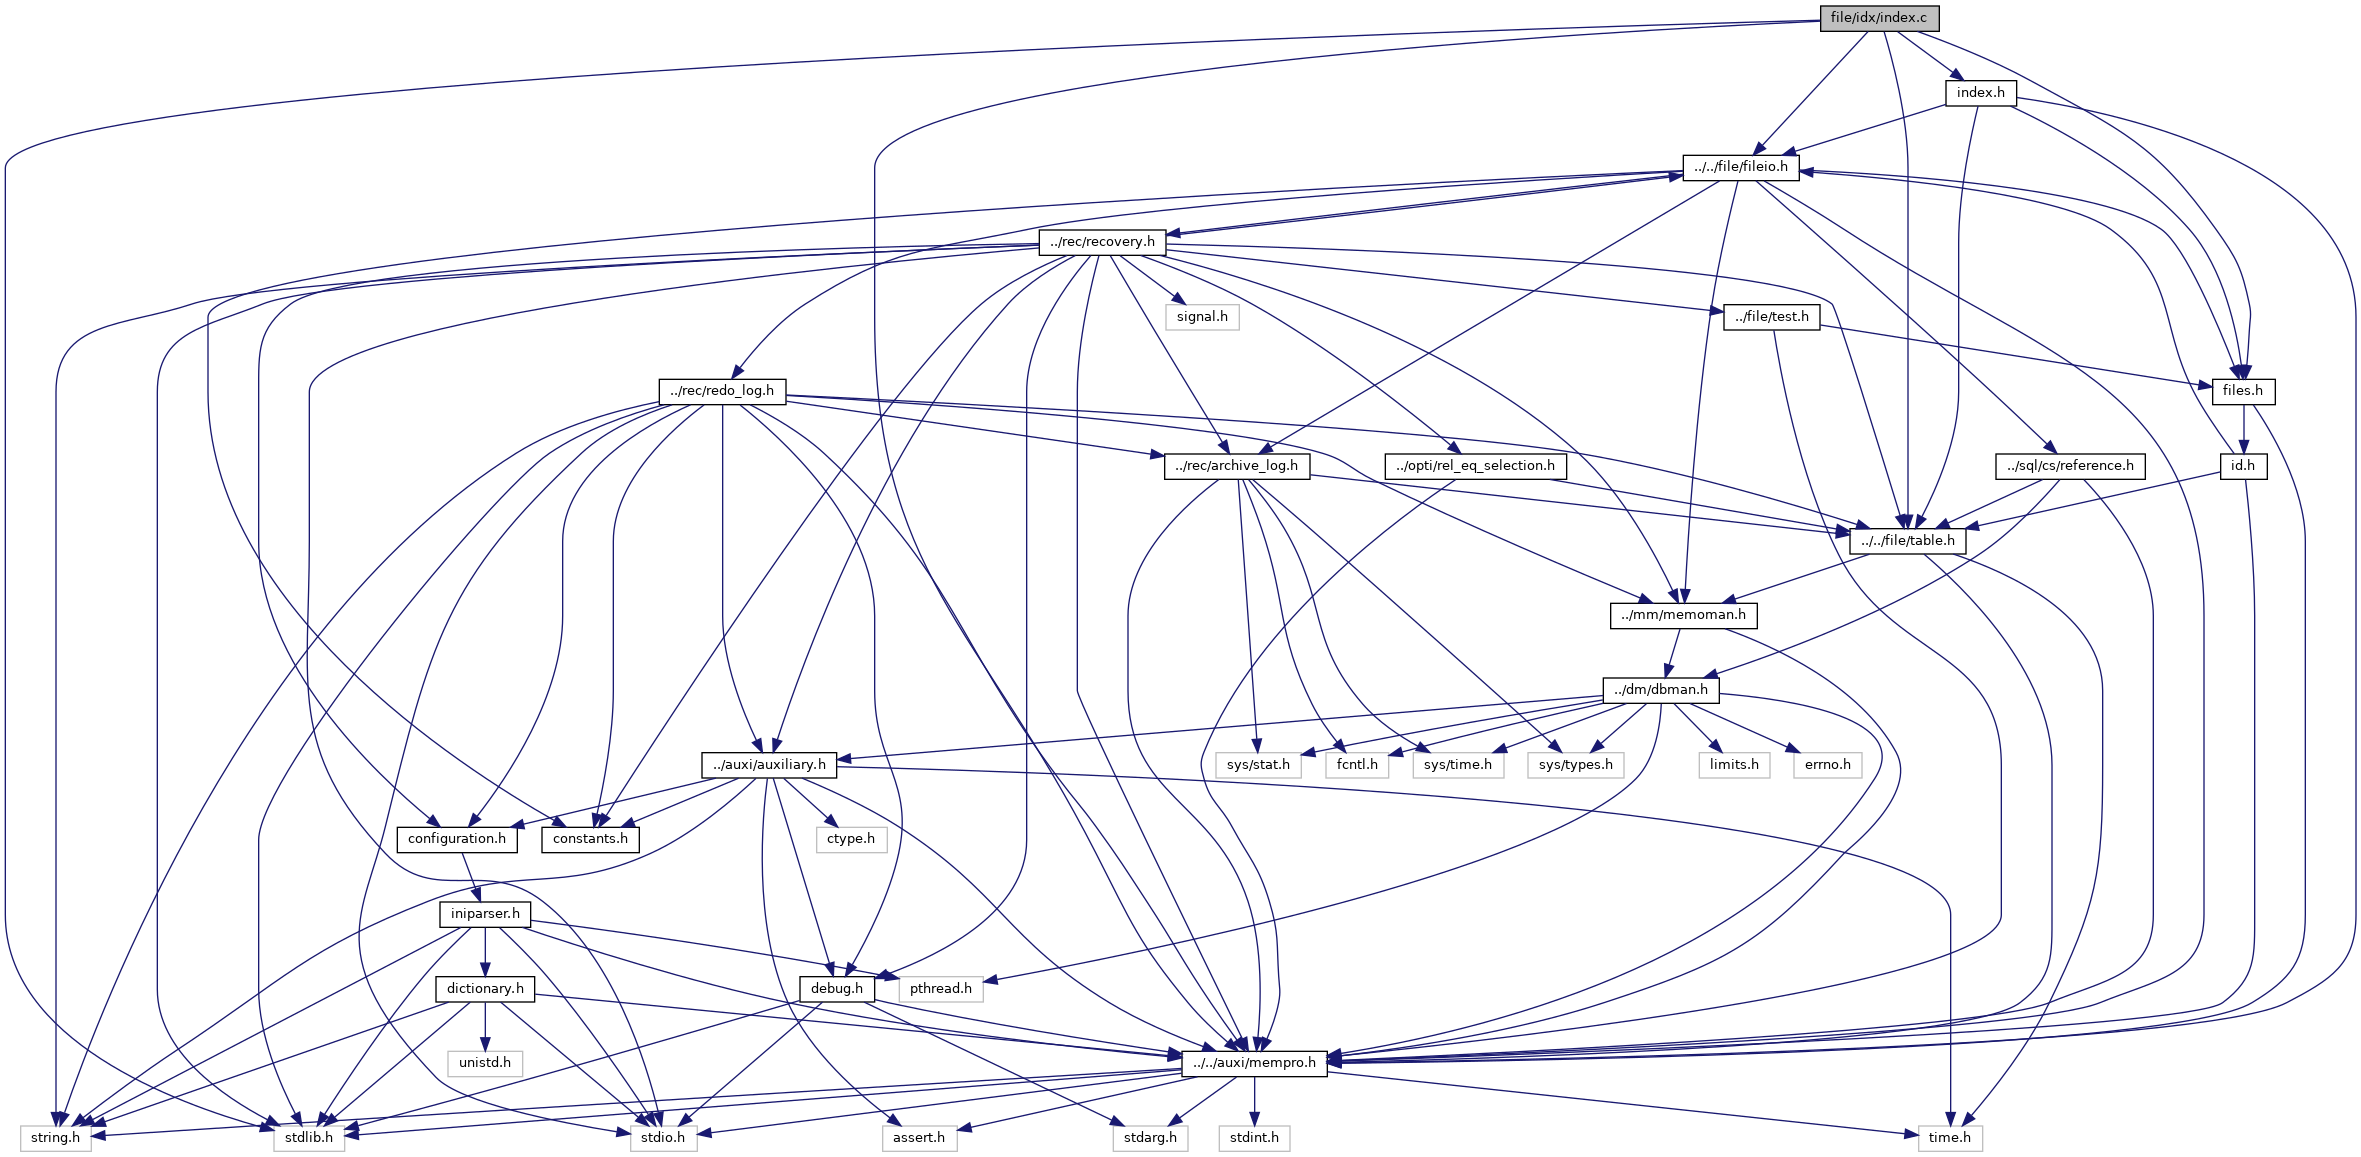 file/idx/index.c
index.h
../../file/fileio.h
../rec/recovery.h
signal.h
../file/test.h
../rec/redo_log.h
files.h
../rec/archive_log.h
../opti/rel_eq_selection.h
../sql/cs/reference.h
id.h
../../file/table.h
../mm/memoman.h
../dm/dbman.h
../auxi/auxiliary.h
sys/stat.h
fcntl.h
sys/time.h
sys/types.h
limits.h
errno.h
configuration.h
constants.h
ctype.h
iniparser.h
dictionary.h
debug.h
pthread.h
unistd.h
../../auxi/mempro.h
string.h
stdlib.h
stdio.h
assert.h
stdarg.h
stdint.h
time.h